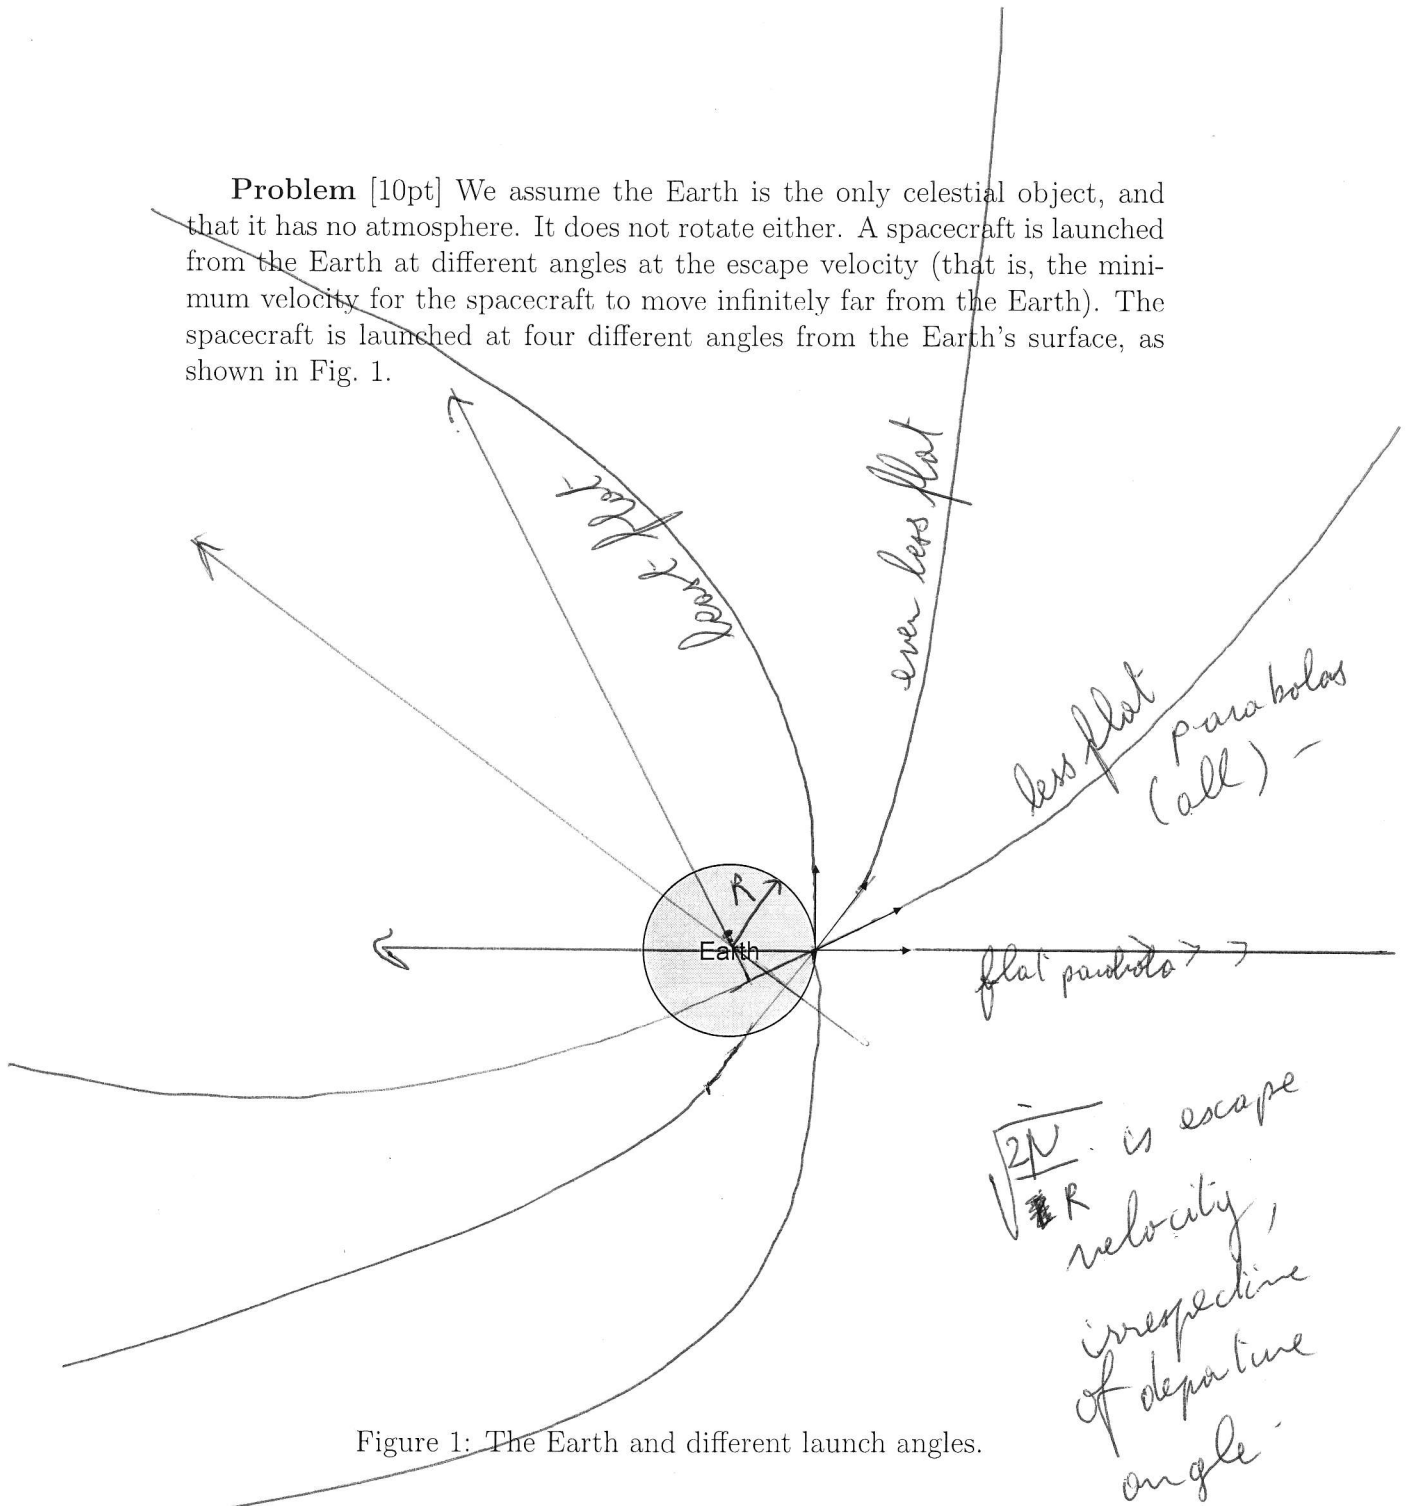 Problem [10pt] We assume the Earth is the only celestial object, and
that it has no atmosphere. It does not rotate either. A spacecraft is launched
from the Earth at different angles at the escape velocity (that is, the mini-
mum velocity for the spacecraft to move infinitely far from the Earth). The
spacecraft is launched at four different angles from the Earth's surface, as
shown in Fig. 1.
least flat
even less flat
less flat
parabolas
(all)
R
Earth
flat parabola
√2μ/R is escape
velocity,
irrespective
of departure
angle.
Figure 1: The Earth and different launch angles.